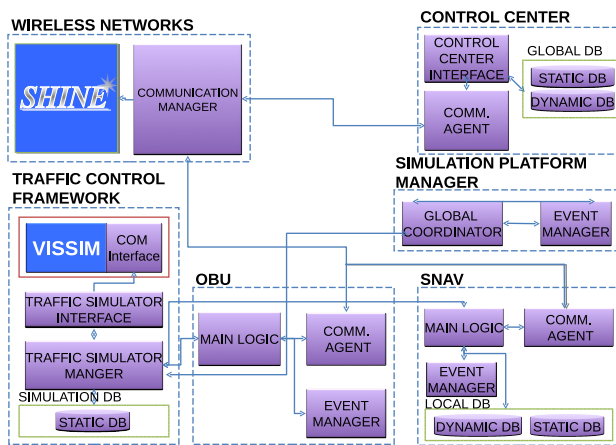 WIRELESS NETWORKS
SHINE
COMMUNICATION
MANAGER
CONTROL CENTER
CONTROL
CENTER
INTERFACE
COMM.
AGENT
GLOBAL DB
STATIC DB
DYNAMIC DB
SIMULATION PLATFORM
MANAGER
GLOBAL
COORDINATOR
EVENT
MANAGER
TRAFFIC CONTROL
FRAMEWORK
VISSIM
COM
Interface
TRAFFIC SIMULATOR
INTERFACE
TRAFFIC SIMULATOR
MANGER
SIMULATION DB
STATIC DB
OBU
MAIN LOGIC
COMM.
AGENT
EVENT
MANAGER
SNAV
MAIN LOGIC
COMM.
AGENT
EVENT
MANAGER
LOCAL DB
DYNAMIC DB
STATIC DB